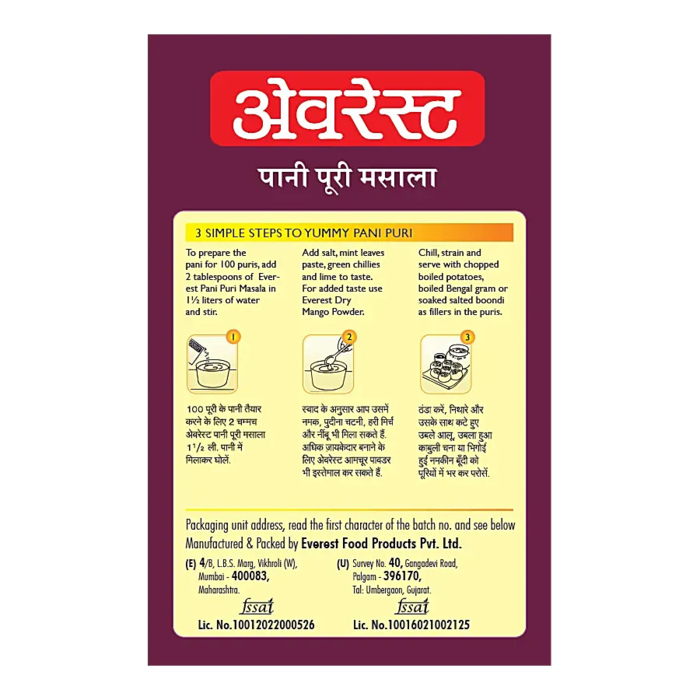 अेवरेस्ट
पानी पूरी मसाला
3 SIMPLE STEPS TO YUMMY PANI PURI
To prepare the
pani for 100 puris, add
2 tablespoons of Ever-
est Pani Puri Masala in
1½ liters of water
and stir.
Add salt, mint leaves
paste, green chillies
and lime to taste.
For added taste use
Everest Dry
Mango Powder.
Chill, strain and
serve with chopped
boiled potatoes,
boiled Bengal gram or
soaked salted boondi
as fillers in the puris.
1
2
3
100 पूरी के पानी तैयार
करने के लिए 2 चम्मच
अेवरेस्ट पानी पूरी मसाला
1½ ली. पानी में
मिलाकर घोलें.
स्वाद के अनुसार आप उसमें
नमक, पुदीना चटनी, हरी मिर्च
और नींबू भी मिला सकते हैं.
अधिक ज़ायकेदार बनाने के
लिए अेवरेस्ट आमचूर पावडर
भी इस्तेमाल कर सकते हैं.
ठंडा करें, निथारे और
उसके साथ कटे हुए
उबले आलू, उबला हुआ
काबुली चना या भिगोई
हुई नमकीन बूँदी को
पूरियों में भर कर परोसें.
Packaging unit address, read the first character of the batch no. and see below
Manufactured & Packed by Everest Food Products Pvt. Ltd.
(E) 4/B, L.B.S. Marg, Vikhroli (W),
Mumbai - 400083,
Maharashtra.
fssai
Lic. No.10012022000526
(U) Survey No. 40, Gangadevi Road,
Palgam - 396170,
Tal: Umbergaon, Gujarat.
fssai
Lic. No.10016021002125